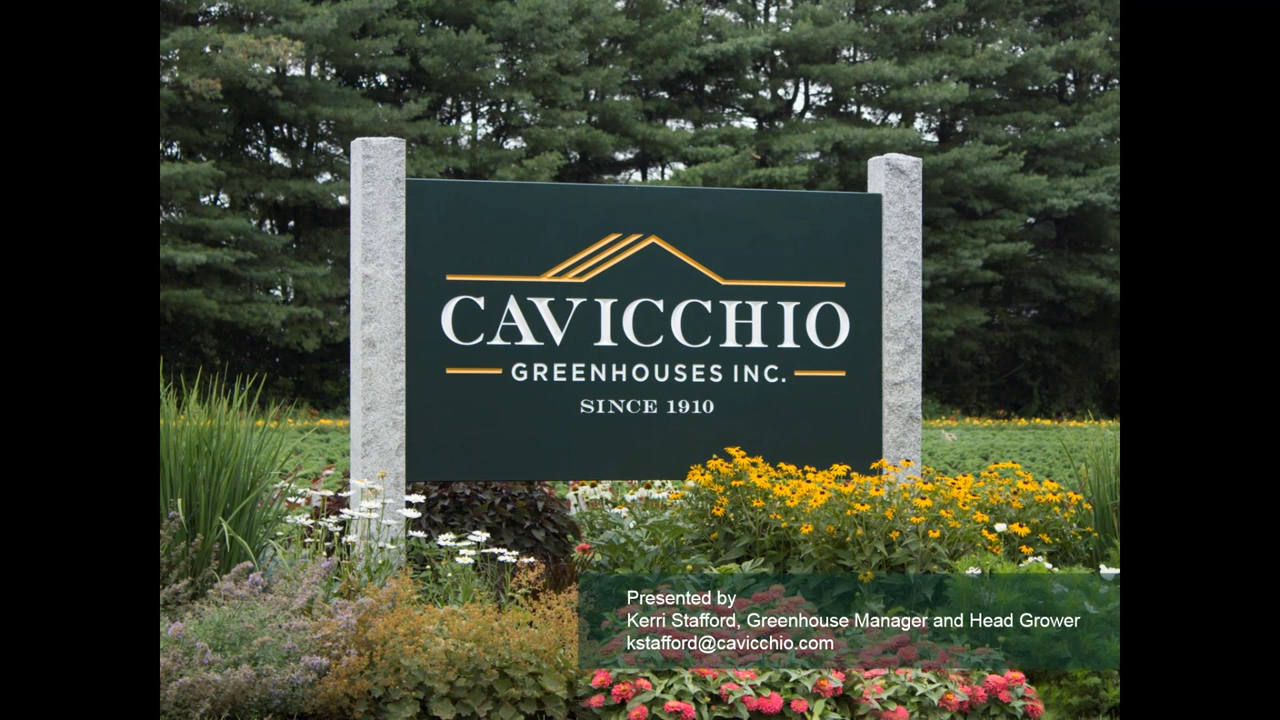 CAVICCHIO
GREENHOUSES INC.
SINCE 1910
Presented by
Kerri Stafford, Greenhouse Manager and Head Grower
kstafford@cavicchio.com